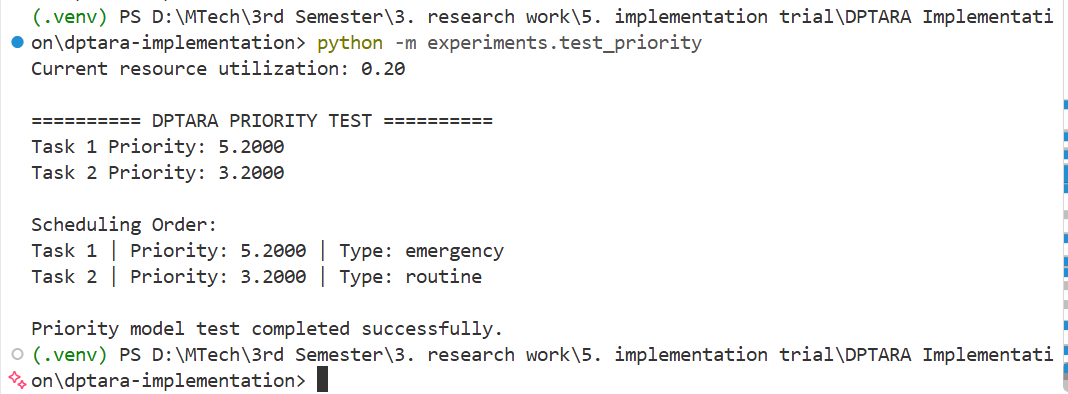 (.venv) PS D:\MTech\3rd Semester\3. research work\5. implementation trial\DPTARA Implementati
on\dptara-implementation> python -m experiments.test_priority
Current resource utilization: 0.20
========== DPTARA PRIORITY TEST ==========
Task 1 Priority: 5.2000
Task 2 Priority: 3.2000
Scheduling Order:
Task 1 | Priority: 5.2000 | Type: emergency
Task 2 | Priority: 3.2000 | Type: routine
Priority model test completed successfully.
(.venv) PS D:\MTech\3rd Semester\3. research work\5. implementation trial\DPTARA Implementati
on\dptara-implementation>